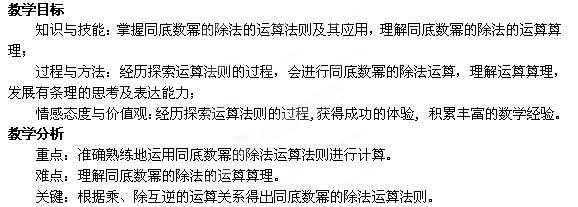 教学目标
知识与技能：掌握同底数幂的除法的运算法则及其应用，理解同底数幂的除法的运算算
理；
过程与方法：经历探索运算法则的过程，会进行同底数幂的除法运算，理解运算算理，
发展有条理的思考及表达能力；
情感态度与价值观：经历探索运算法则的过程，获得成功的体验，积累丰富的数学经验。
教学分析
重点：准确熟练地运用同底数幂的除法运算法则进行计算。
难点：理解同底数幂的除法的运算算理。
关键：根据乘、除互逆的运算关系得出同底数幂的除法运算法则。